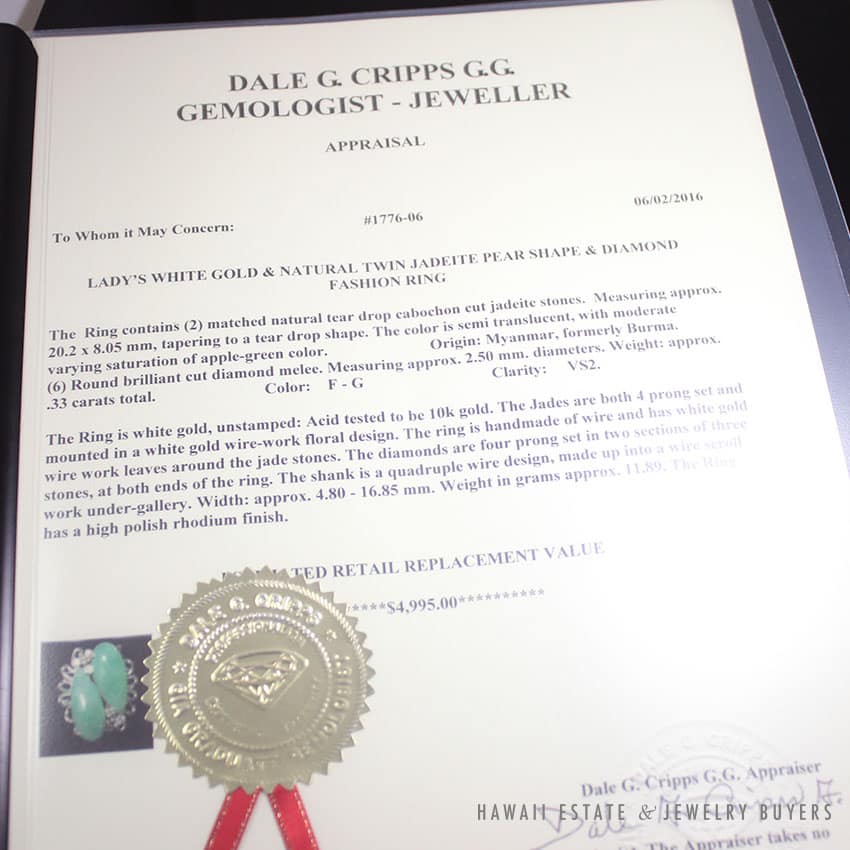 DALE G. CRIPPS G.G.
GEMOLOGIST - JEWELLER
APPRAISAL
To Whom it May Concern: #1776-06 06/02/2016
LADY'S WHITE GOLD & NATURAL TWIN JADEITE PEAR SHAPE & DIAMOND
FASHION RING
The Ring contains (2) matched natural tear drop cabochon cut jadeite stones. Measuring approx.
20.2 x 8.05 mm, tapering to a tear drop shape. The color is semi translucent, with moderate
varying saturation of apple-green color. Origin: Myanmar, formerly Burma.
(6) Round brilliant cut diamond melee. Measuring approx. 2.50 mm. diameters. Weight: approx.
.33 carats total. Color: F - G Clarity: VS2.
The Ring is white gold, unstamped: Acid tested to be 10k gold. The Jades are both 4 prong set and
mounted in a white gold wire-work floral design. The ring is handmade of wire and has white gold
wire work leaves around the jade stones. The diamonds are four prong set in two sections of three
stones, at both ends of the ring. The shank is a quadruple wire design, made up into a wire scroll
work under-gallery. Width: approx. 4.80 - 16.85 mm. Weight in grams approx. 11.89. The Ring
has a high polish rhodium finish.
TED RETAIL REPLACEMENT VALUE
****$4,995.00**********
DALE G. CRIPPS
PROFESSIONAL
DALE G. CRIPPS
Dale G. Cripps G.G. Appraiser
Dale G. Cripps G.
HAWAII ESTATE & JEWELRY BUYERS
The Appraiser takes no